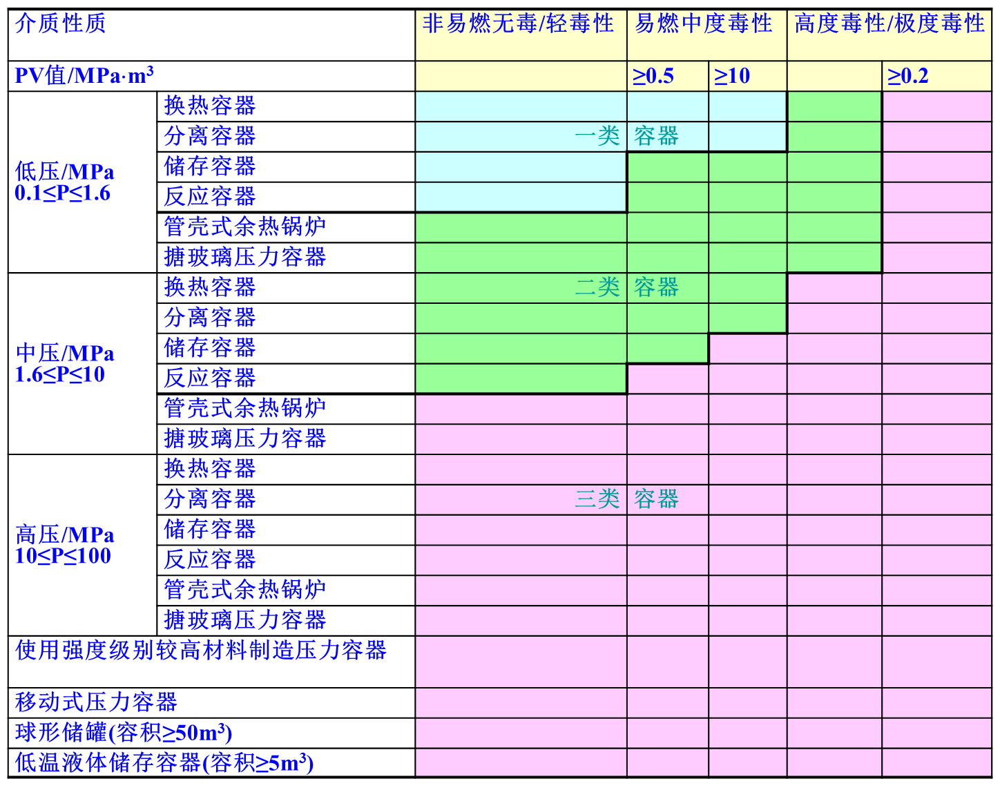 介质性质 非易燃无毒/轻毒性 易燃中度毒性 高度毒性/极度毒性
PV值/MPa·m³ ≥0.5 ≥10 ≥0.2
低压/MPa
0.1≤P≤1.6
换热容器
分离容器 一类 容器
储存容器
反应容器
管壳式余热锅炉
搪玻璃压力容器
中压/MPa
1.6≤P≤10
换热容器 二类 容器
分离容器
储存容器
反应容器
管壳式余热锅炉
搪玻璃压力容器
高压/MPa
10≤P≤100
换热容器
分离容器 三类 容器
储存容器
反应容器
管壳式余热锅炉
搪玻璃压力容器
使用强度级别较高材料制造压力容器
移动式压力容器
球形储罐(容积≥50m³)
低温液体储存容器(容积≥5m³)